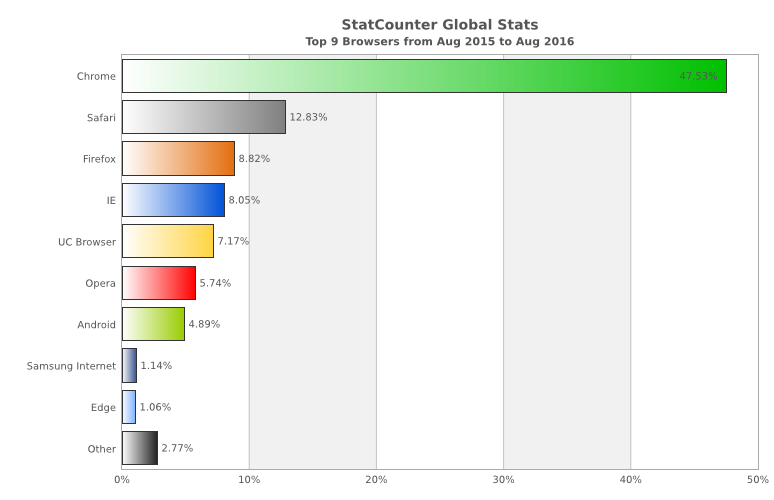 StatCounter Global Stats
Top 9 Browsers from Aug 2015 to Aug 2016
Chrome 47.53%
Safari 12.83%
Firefox 8.82%
IE 8.05%
UC Browser 7.17%
Opera 5.74%
Android 4.89%
Samsung Internet 1.14%
Edge 1.06%
Other 2.77%
0% 10% 20% 30% 40% 50%